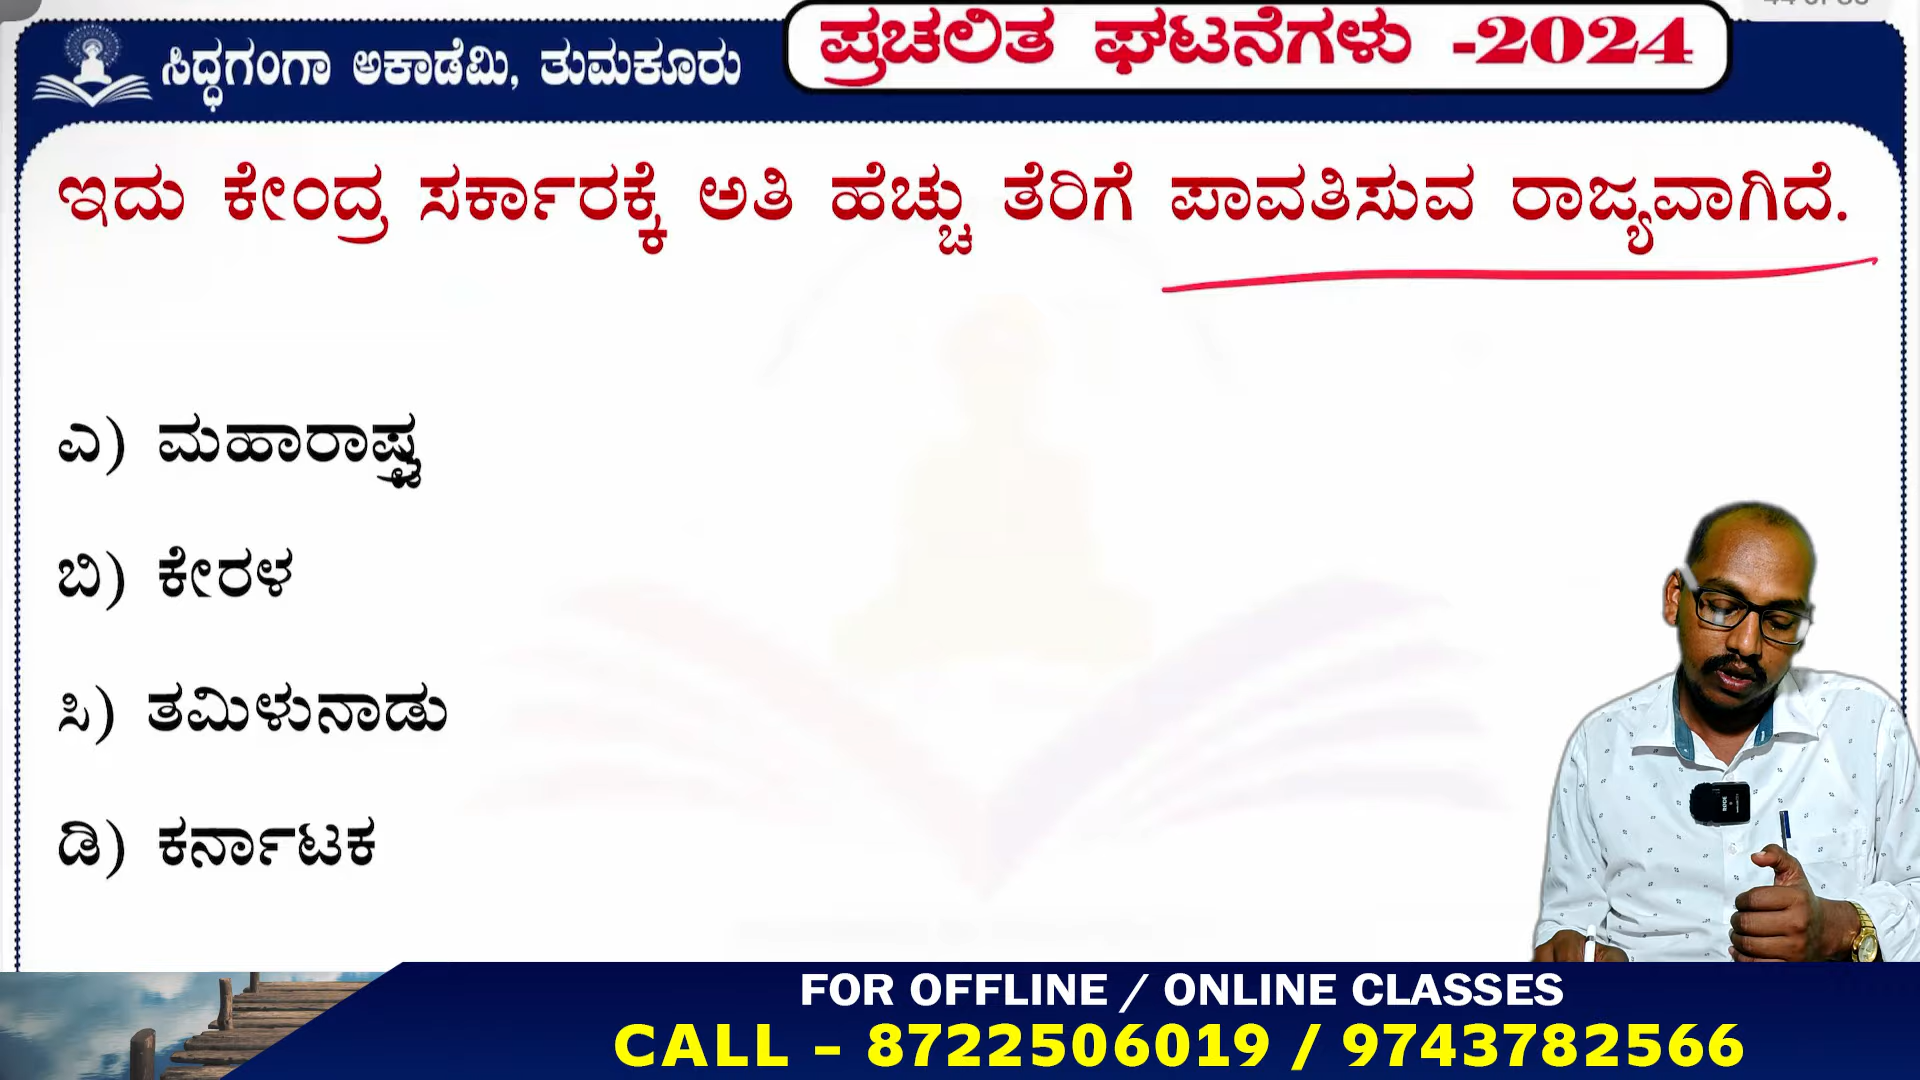 ಸಿದ್ಧಗಂಗಾ ಅಕಾಡೆಮಿ, ತುಮಕೂರು
ಪ್ರಚಲಿತ ಘಟನೆಗಳು -2024
ಇದು ಕೇಂದ್ರ ಸರ್ಕಾರಕ್ಕೆ ಅತಿ ಹೆಚ್ಚು ತೆರಿಗೆ ಪಾವತಿಸುವ ರಾಜ್ಯವಾಗಿದೆ.
ಎ) ಮಹಾರಾಷ್ಟ್ರ
ಬಿ) ಕೇರಳ
ಸಿ) ತಮಿಳುನಾಡು
ಡಿ) ಕರ್ನಾಟಕ
FOR OFFLINE / ONLINE CLASSES
CALL – 8722506019 / 9743782566